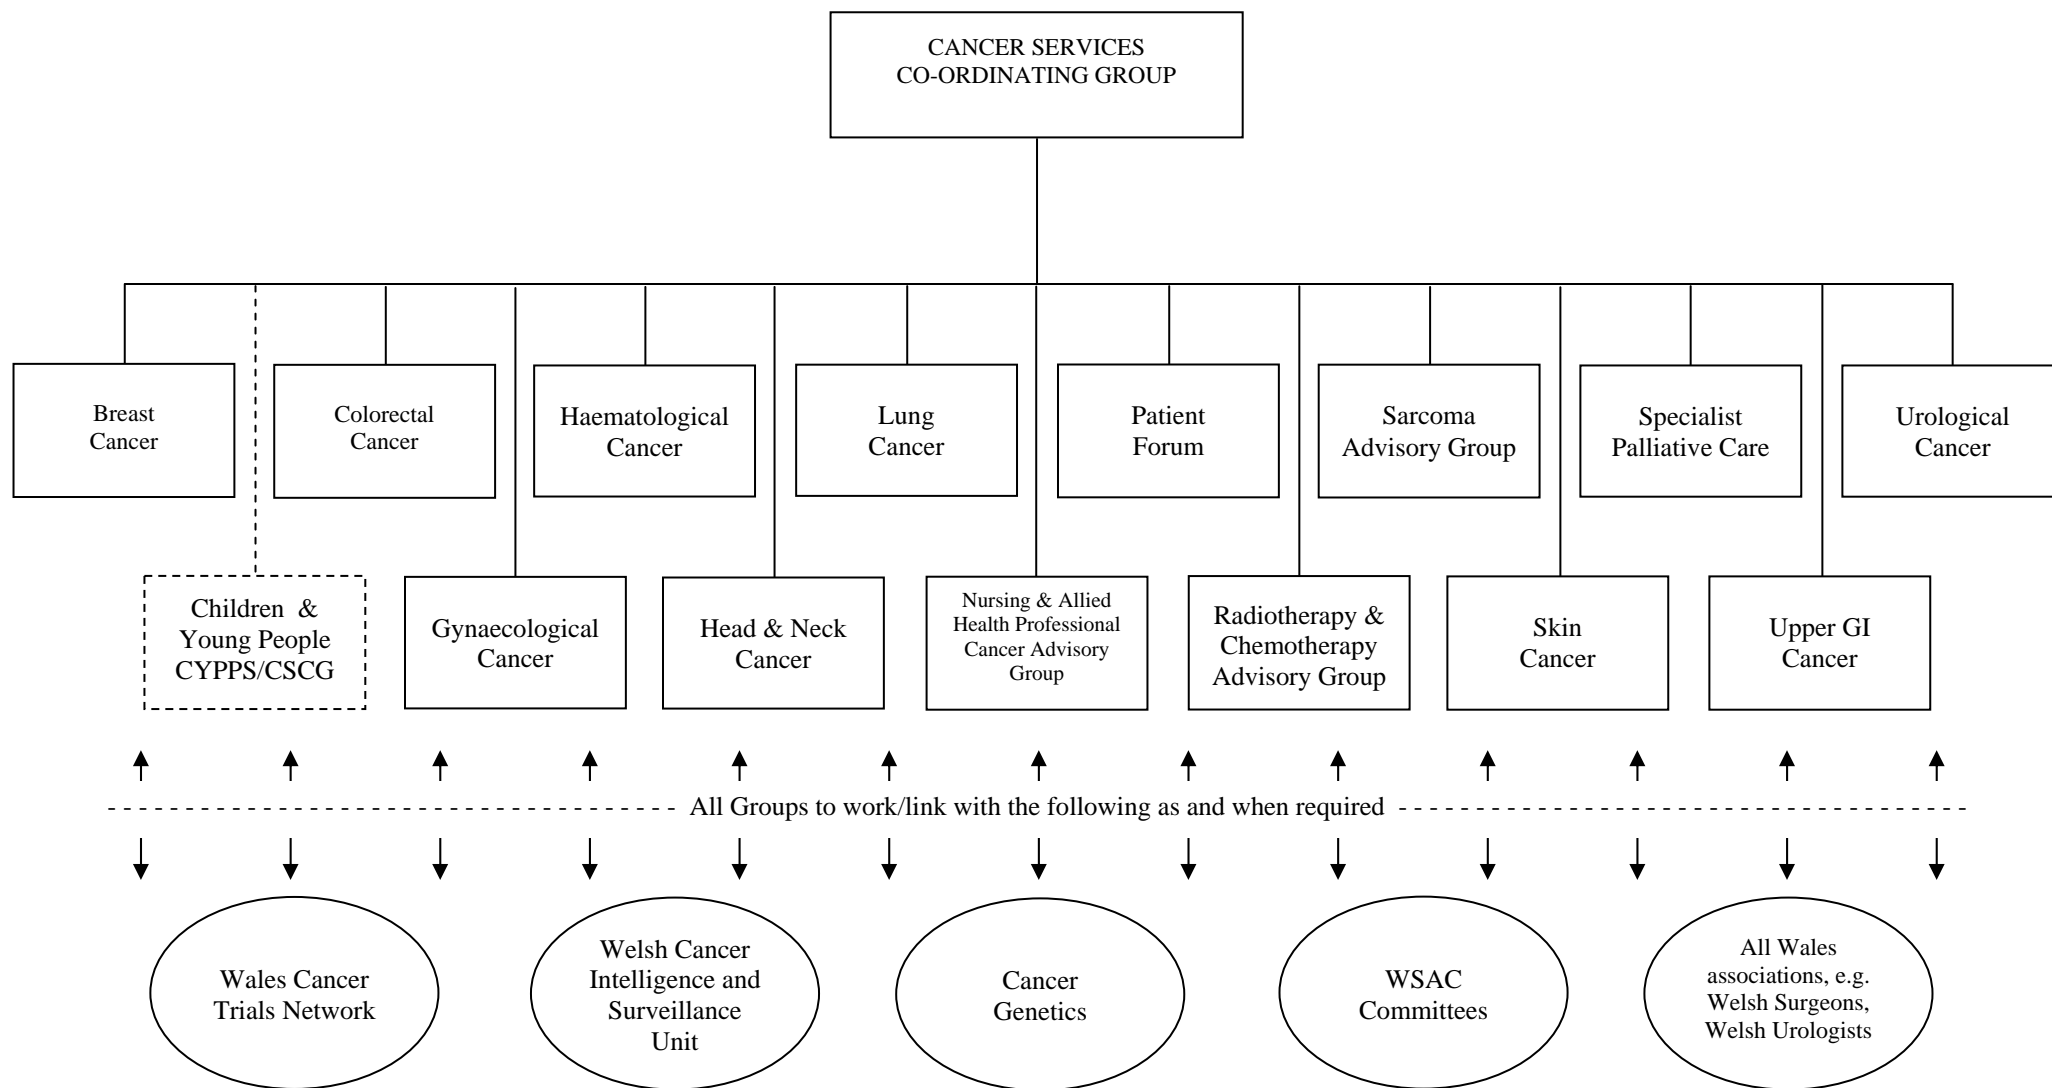 CANCER SERVICES
CO-ORDINATING GROUP
Breast
Cancer
Colorectal
Cancer
Haematological
Cancer
Lung
Cancer
Patient
Forum
Sarcoma
Advisory Group
Specialist
Palliative Care
Urological
Cancer
Children &
Young People
CYPPS/CSCG
Gynaecological
Cancer
Head & Neck
Cancer
Nursing & Allied
Health Professional
Cancer Advisory
Group
Radiotherapy &
Chemotherapy
Advisory Group
Skin
Cancer
Upper GI
Cancer
All Groups to work/link with the following as and when required
Wales Cancer
Trials Network
Welsh Cancer
Intelligence and
Surveillance
Unit
Cancer
Genetics
WSAC
Committees
All Wales
associations, e.g.
Welsh Surgeons,
Welsh Urologists